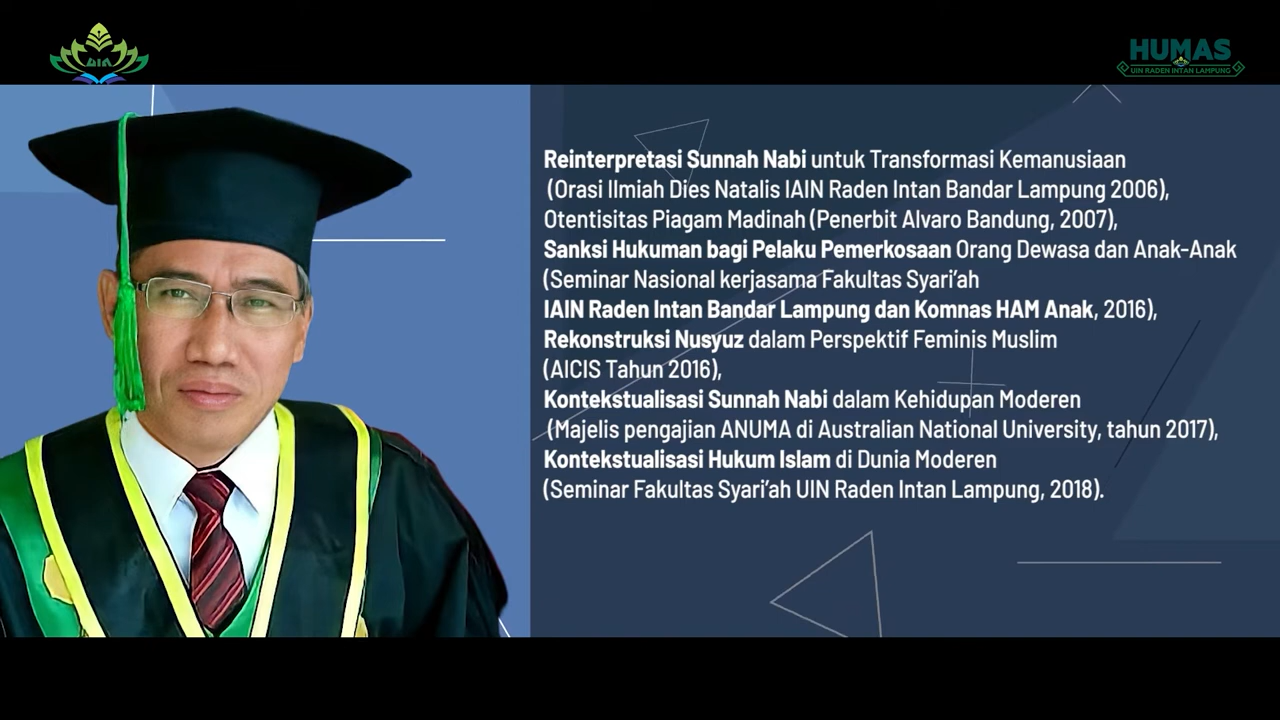 UIN
HUMAS
UIN RADEN INTAN LAMPUNG
Reinterpretasi Sunnah Nabi untuk Transformasi Kemanusiaan
(Orasi Ilmiah Dies Natalis IAIN Raden Intan Bandar Lampung 2006),
Otentisitas Piagam Madinah (Penerbit Alvaro Bandung, 2007),
Sanksi Hukuman bagi Pelaku Pemerkosaan Orang Dewasa dan Anak-Anak
(Seminar Nasional kerjasama Fakultas Syari’ah
IAIN Raden Intan Bandar Lampung dan Komnas HAM Anak, 2016),
Rekonstruksi Nusyuz dalam Perspektif Feminis Muslim
(AICIS Tahun 2016),
Kontekstualisasi Sunnah Nabi dalam Kehidupan Moderen
(Majelis pengajian ANUMA di Australian National University, tahun 2017),
Kontekstualisasi Hukum Islam di Dunia Moderen
(Seminar Fakultas Syari’ah UIN Raden Intan Lampung, 2018).